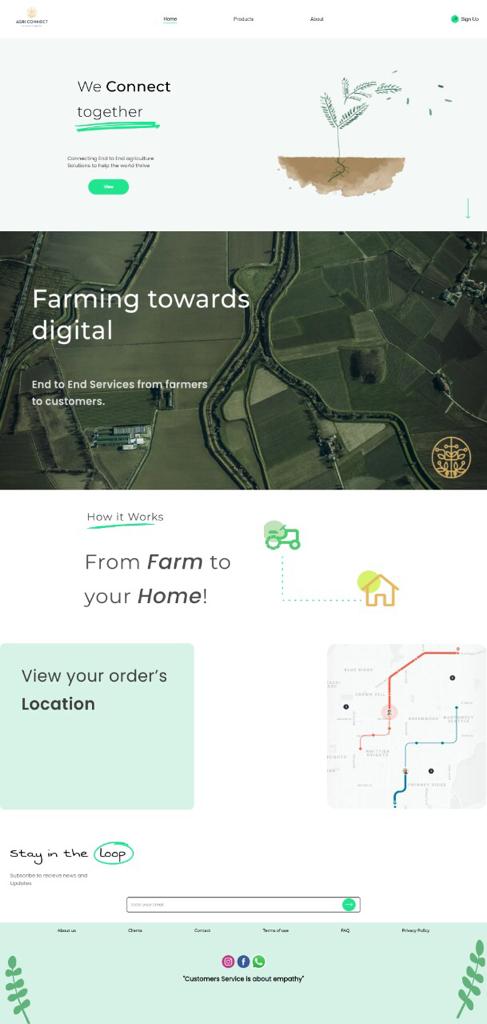 AGRI CONNECT
Home
Products
About
Sign Up
We Connect
together
Connecting End to End agriculture
Solutions to help the world thrive
View
Farming towards
digital
End to End Services from farmers
to customers.
How it Works
From Farm to
your Home!
View your order's
Location
Stay in the loop
Subscribe to recieve news and
Updates
About us
Clients
Contact
Terms of use
FAQ
Privacy Policy
"Customers Service is about empathy"